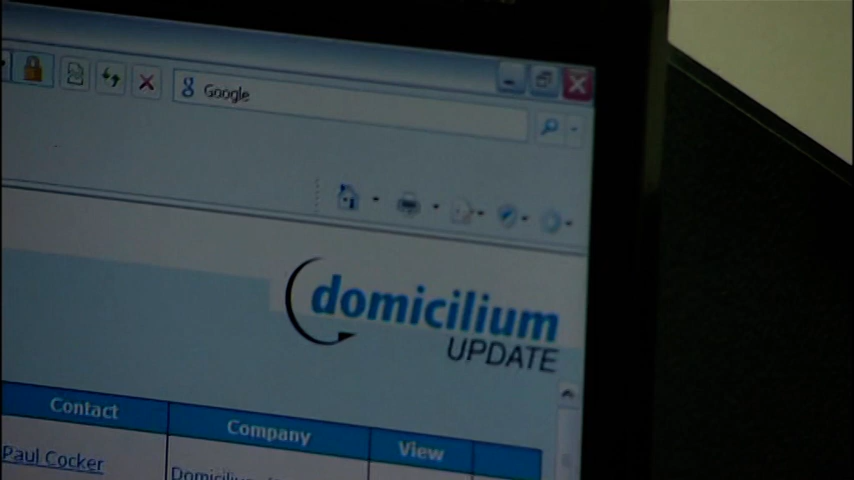 Google
domicilium
UPDATE
Contact Company View
Paul Cocker